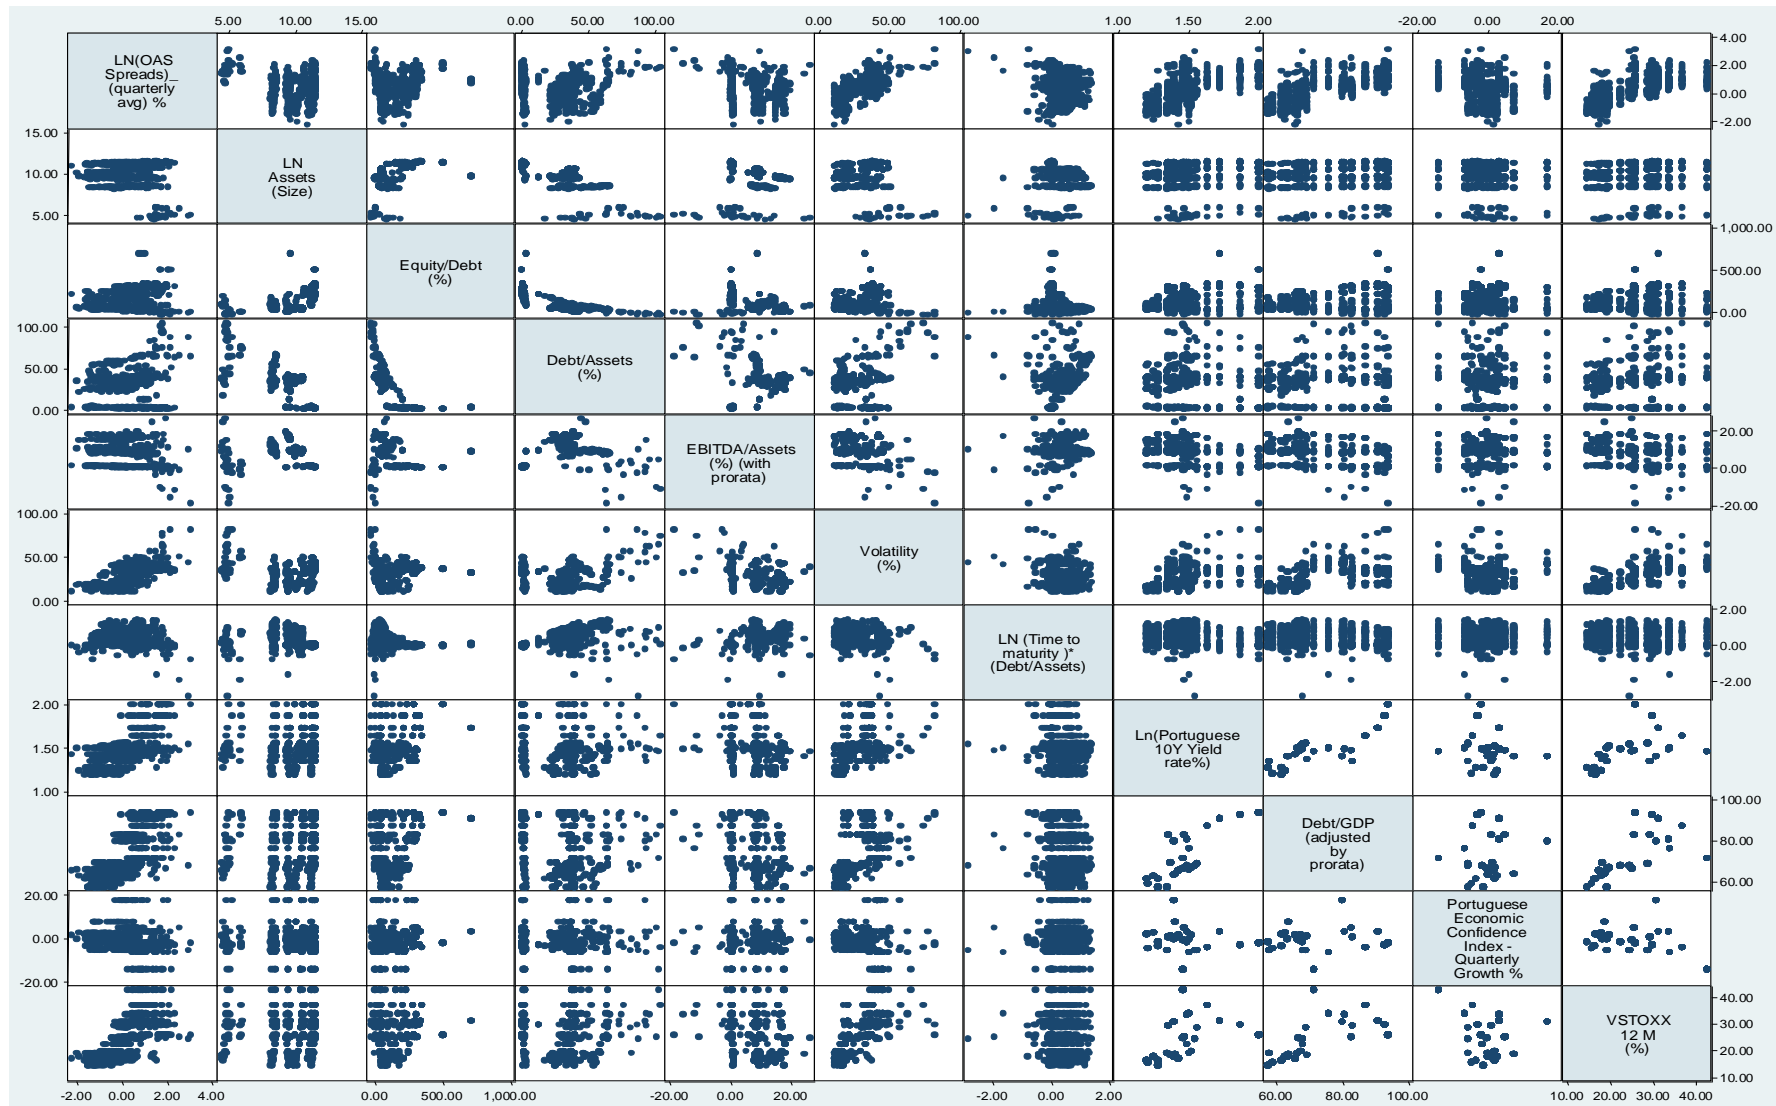 5.00 10.00 15.00 0.00 50.00 100.00 0.00 50.00 100.00 1.00 1.50 2.00 -20.00 0.00 20.00
LN(OAS
Spreads)_
(quarterly
avg) %
4.00
2.00
0.00
-2.00
15.00
10.00
5.00
LN
Assets
(Size)
Equity/Debt
(%)
1,000.00
500.00
0.00
100.00
50.00
0.00
Debt/Assets
(%)
EBITDA/Assets
(%) (with
prorata)
20.00
0.00
-20.00
100.00
50.00
0.00
Volatility
(%)
LN (Time to
maturity )*
(Debt/Assets)
2.00
0.00
-2.00
2.00
1.50
1.00
Ln(Portuguese
10Y Yield
rate%)
Debt/GDP
(adjusted
by
prorata)
100.00
80.00
60.00
20.00
0.00
-20.00
Portuguese
Economic
Confidence
Index -
Quarterly
Growth %
VSTOXX
12 M
(%)
40.00
30.00
20.00
10.00
-2.00 0.00 2.00 4.00 0.00 500.00 1,000.00 -20.00 0.00 20.00 -2.00 0.00 2.00 60.00 80.00 100.00 10.00 20.00 30.00 40.00